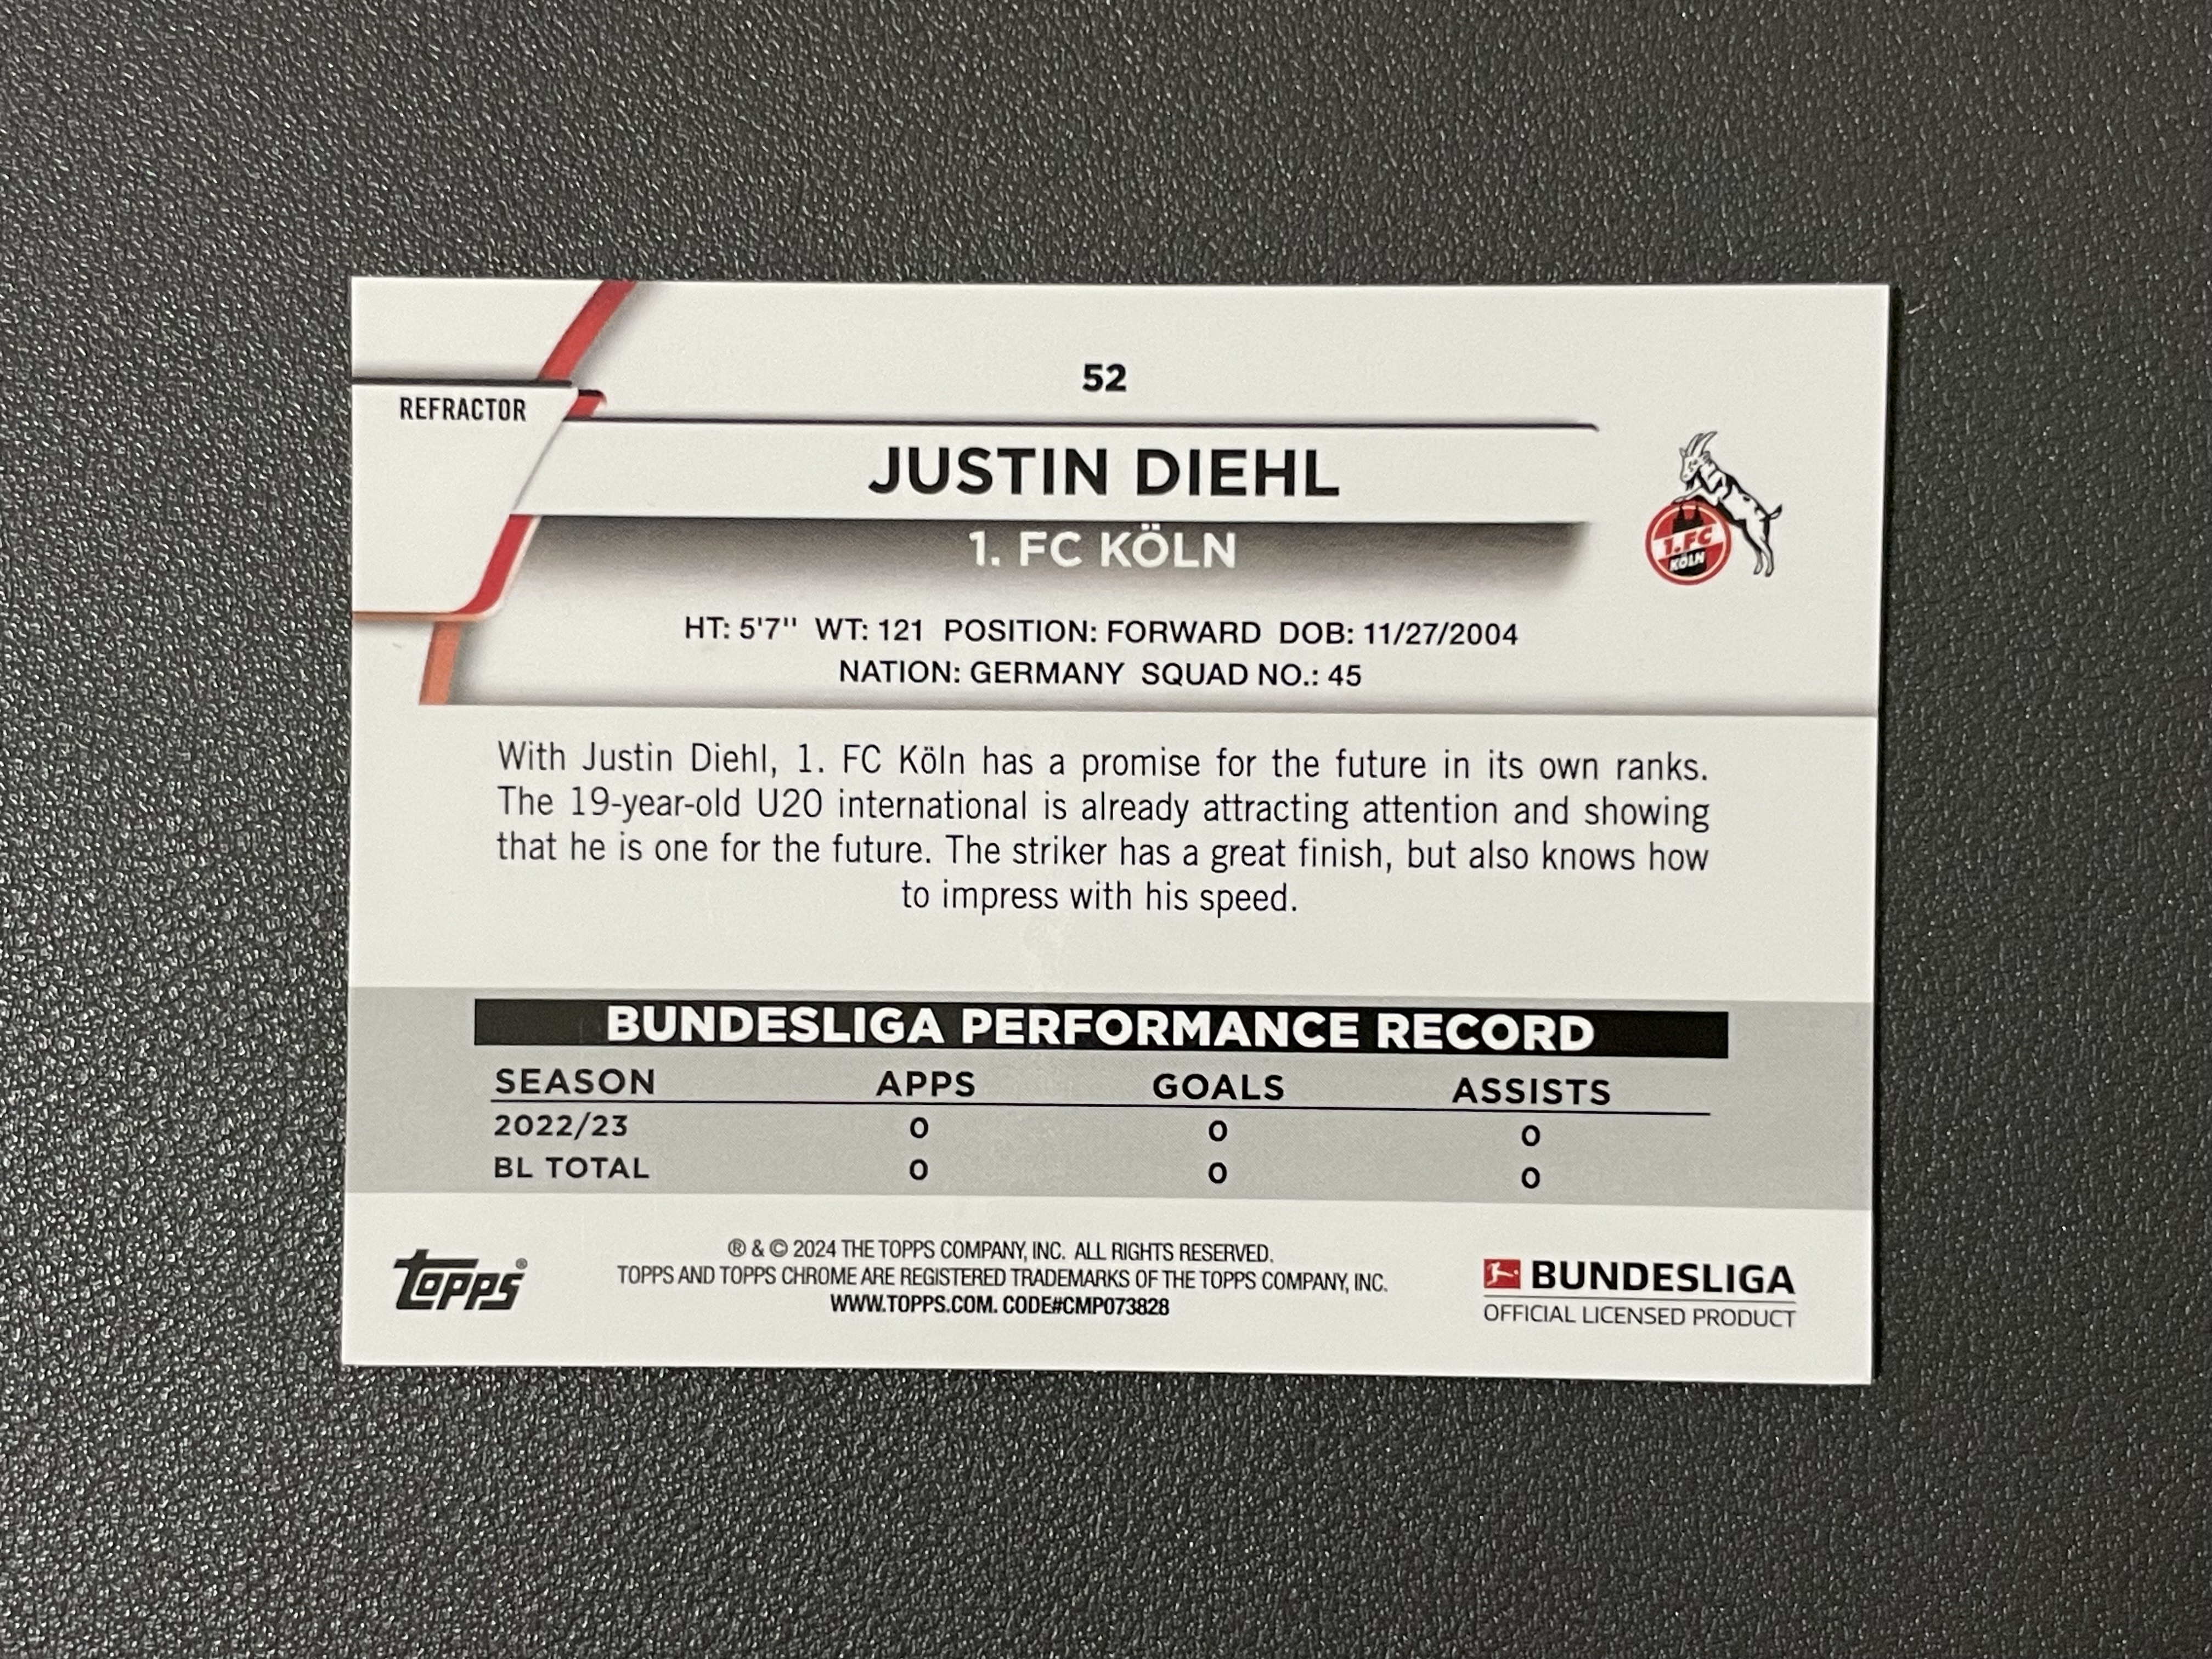 52
REFRACTOR
JUSTIN DIEHL
1. FC KÖLN
1.FC
KÖLN
HT: 5'7'' WT: 121 POSITION: FORWARD DOB: 11/27/2004
NATION: GERMANY SQUAD NO.: 45
With Justin Diehl, 1. FC Köln has a promise for the future in its own ranks.
The 19-year-old U20 international is already attracting attention and showing
that he is one for the future. The striker has a great finish, but also knows how
to impress with his speed.
BUNDESLIGA PERFORMANCE RECORD
SEASON APPS GOALS ASSISTS
2022/23 0 0 0
BL TOTAL 0 0 0
topps®
® & © 2024 THE TOPPS COMPANY, INC. ALL RIGHTS RESERVED.
TOPPS AND TOPPS CHROME ARE REGISTERED TRADEMARKS OF THE TOPPS COMPANY, INC.
WWW.TOPPS.COM. CODE#CMP073828
BUNDESLIGA
OFFICIAL LICENSED PRODUCT